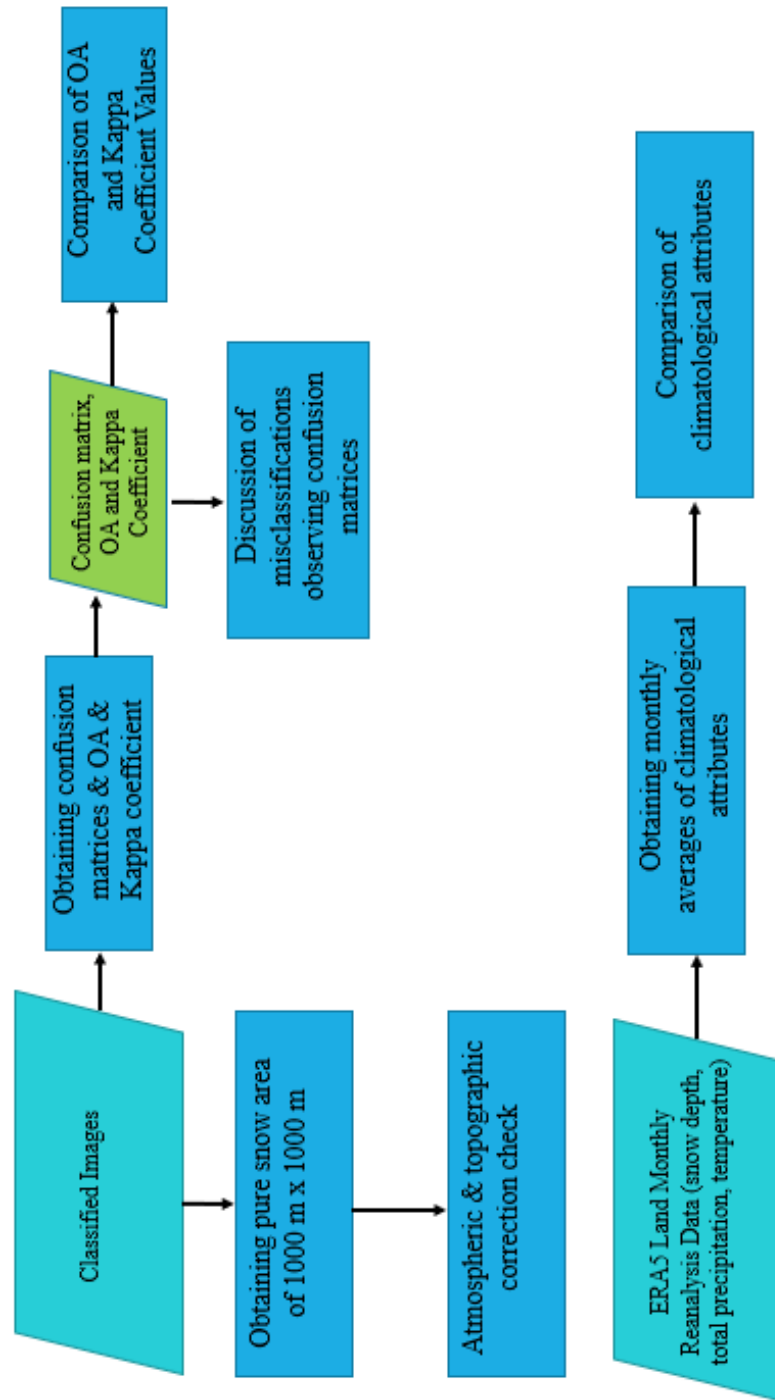 Classified Images
Obtaining confusion
matrices & OA &
Kappa coefficient
Confusion matrix,
OA and Kappa
Coefficient
Comparison of OA
and Kappa
Coefficient Values
Obtaining pure snow area
of 1000 m x 1000 m
Discussion of
misclassifications
observing confusion
matrices
Atmospheric & topographic
correction check
ERA5 Land Monthly
Reanalysis Data (snow depth,
total precipitation, temperature)
Obtaining monthly
averages of climatological
attributes
Comparison of
climatological attributes